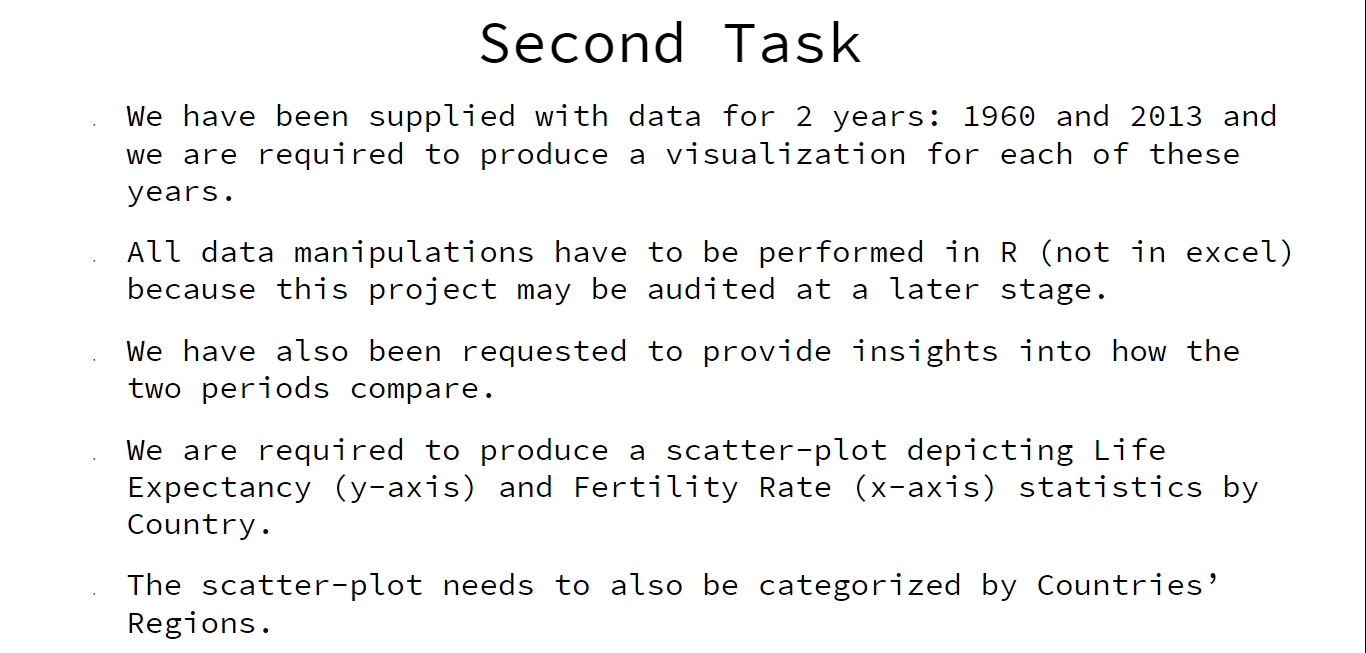 Second Task
We have been supplied with data for 2 years: 1960 and 2013 and
we are required to produce a visualization for each of these
years.
All data manipulations have to be performed in R (not in excel)
because this project may be audited at a later stage.
We have also been requested to provide insights into how the
two periods compare.
We are required to produce a scatter-plot depicting Life
Expectancy (y-axis) and Fertility Rate (x-axis) statistics by
Country.
The scatter-plot needs to also be categorized by Countries’
Regions.